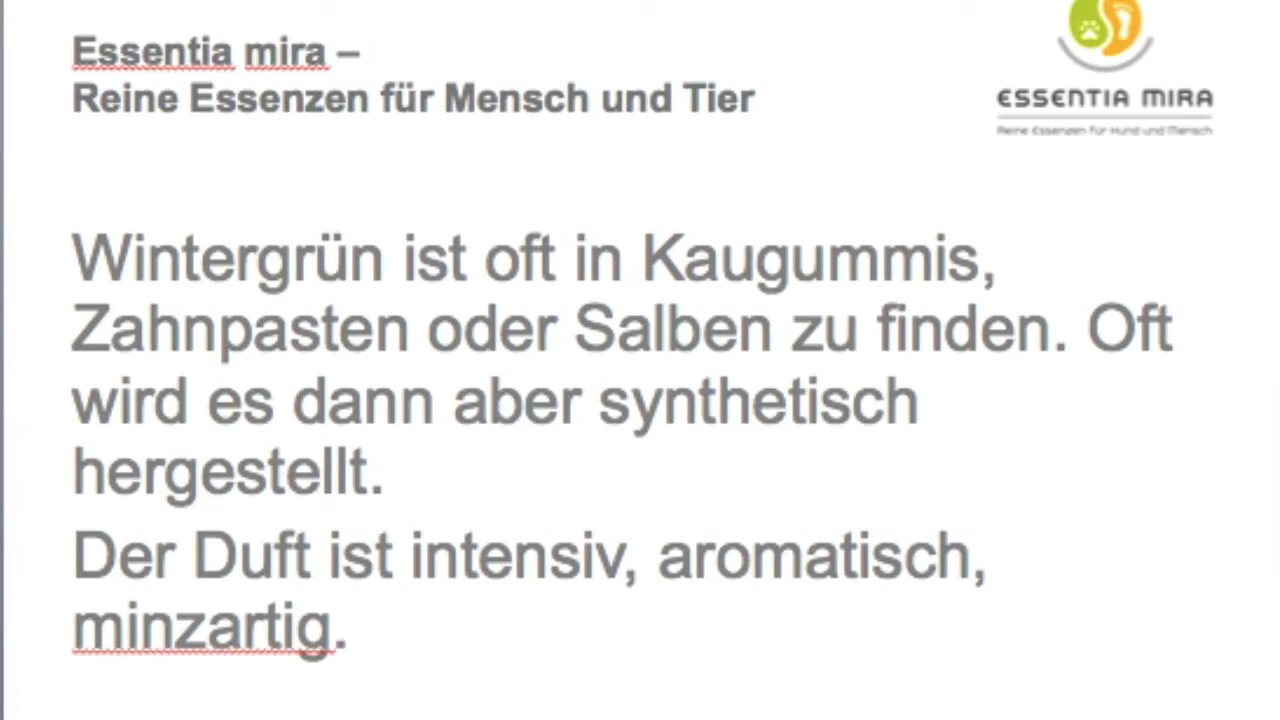 Essentia mira –
Reine Essenzen für Mensch und Tier
ESSENTIA MIRA
Reine Essenzen für Hund und Mensch
Wintergrün ist oft in Kaugummis,
Zahnpasten oder Salben zu finden. Oft
wird es dann aber synthetisch
hergestellt.
Der Duft ist intensiv, aromatisch,
minzartig.